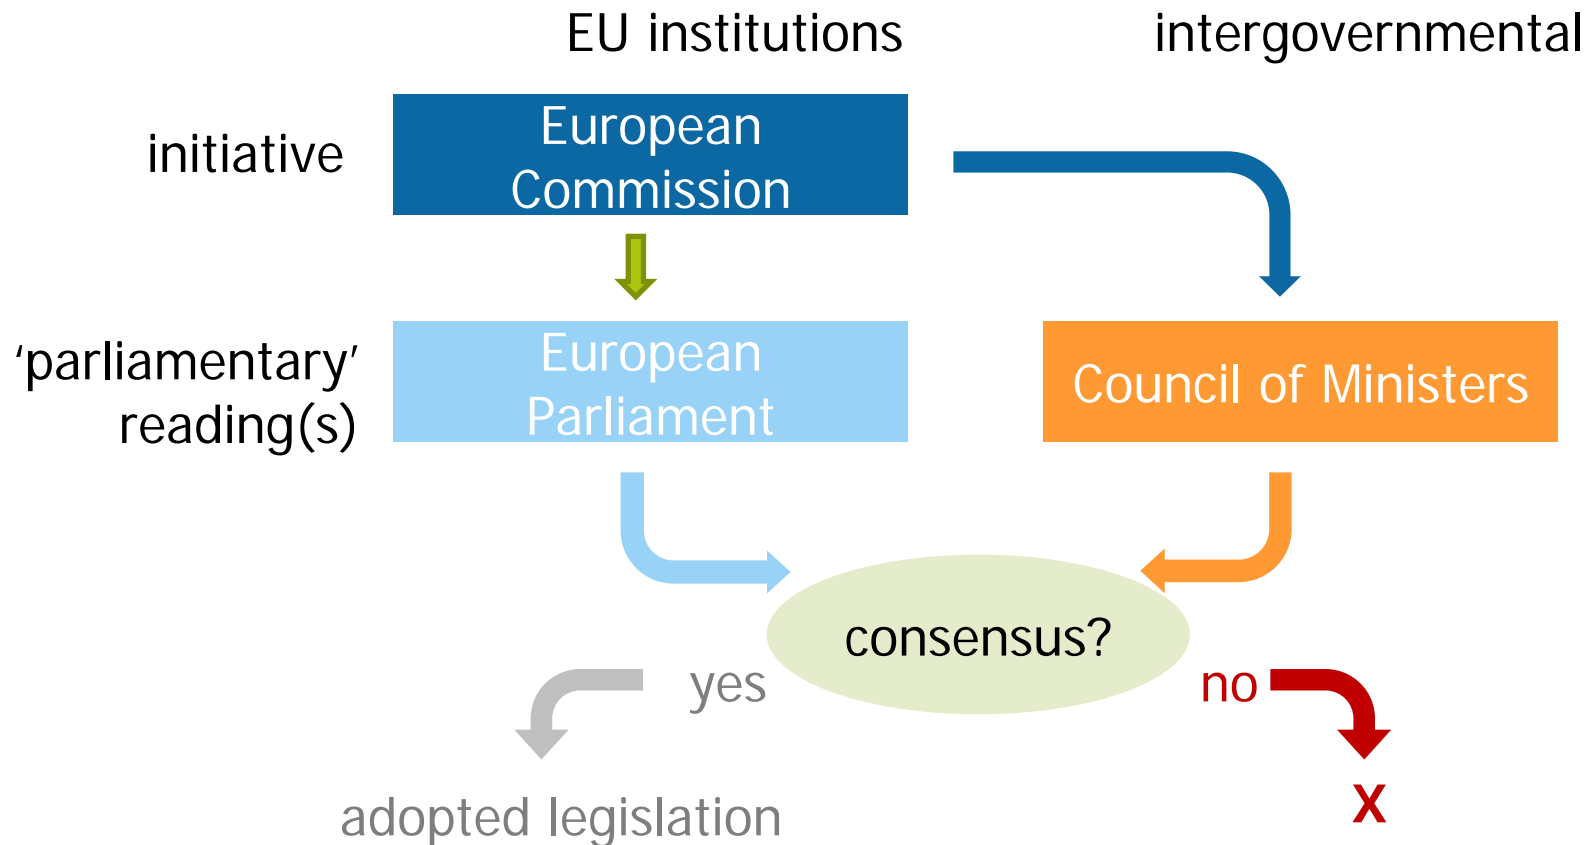 EU institutions
intergovernmental
initiative
European
Commission
‘parliamentary’
reading(s)
European
Parliament
Council of Ministers
consensus?
yes
no
adopted legislation
X